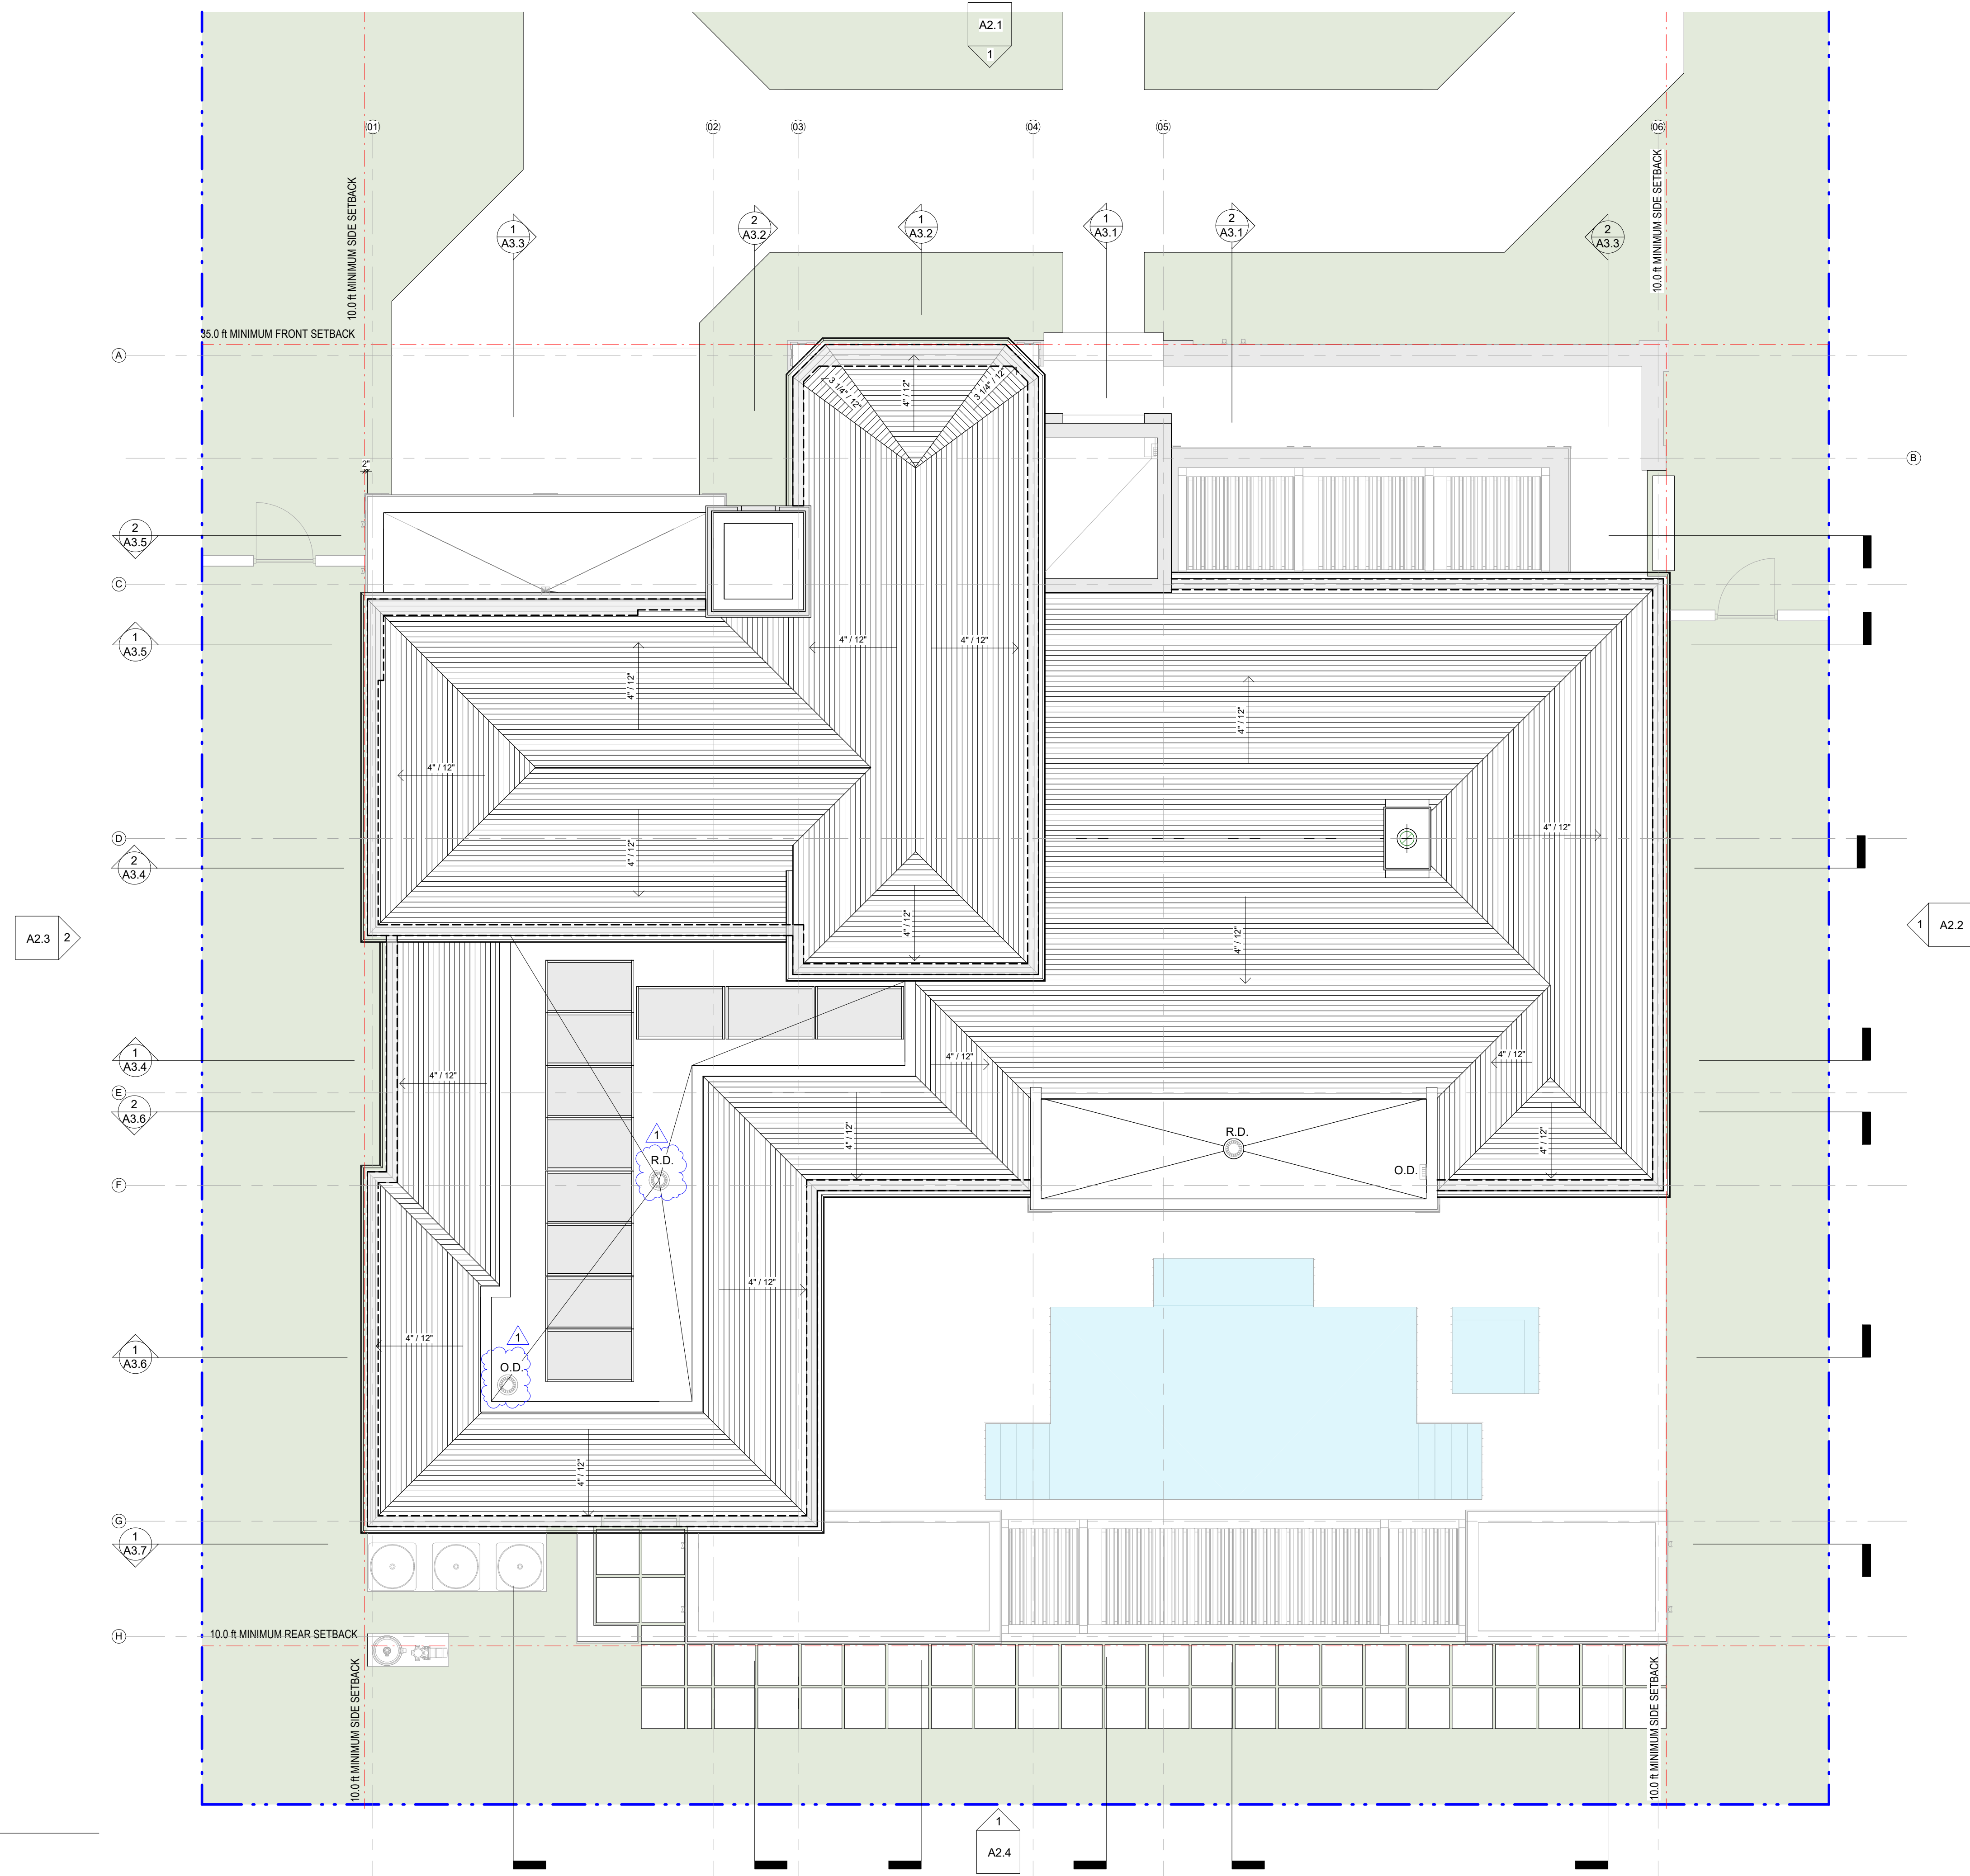 A2.1
1
(01)
(02)
(03)
(04)
(05)
(06)
10.0 ft MINIMUM SIDE SETBACK
10.0 ft MINIMUM SIDE SETBACK
1
A3.3
2
A3.2
1
A3.2
1
A3.1
2
A3.1
2
A3.3
35.0 ft MINIMUM FRONT SETBACK
A
3 1/4" / 12"
4" / 12"
3 1/4" / 12"
2"
B
2
A3.5
C
1
A3.5
4" / 12"
4" / 12"
4" / 12"
4" / 12"
4" / 12"
4" / 12"
D
4" / 12"
2
A3.4
4" / 12"
4" / 12"
A2.3
2
1
A2.2
1
A3.4
4" / 12"
4" / 12"
4" / 12"
E
2
A3.6
1
R.D.
4" / 12"
R.D.
O.D.
4" / 12"
F
4" / 12"
4" / 12"
1
O.D.
1
A3.6
4" / 12"
G
1
A3.7
H
10.0 ft MINIMUM REAR SETBACK
10.0 ft MINIMUM SIDE SETBACK
10.0 ft MINIMUM SIDE SETBACK
1
A2.4